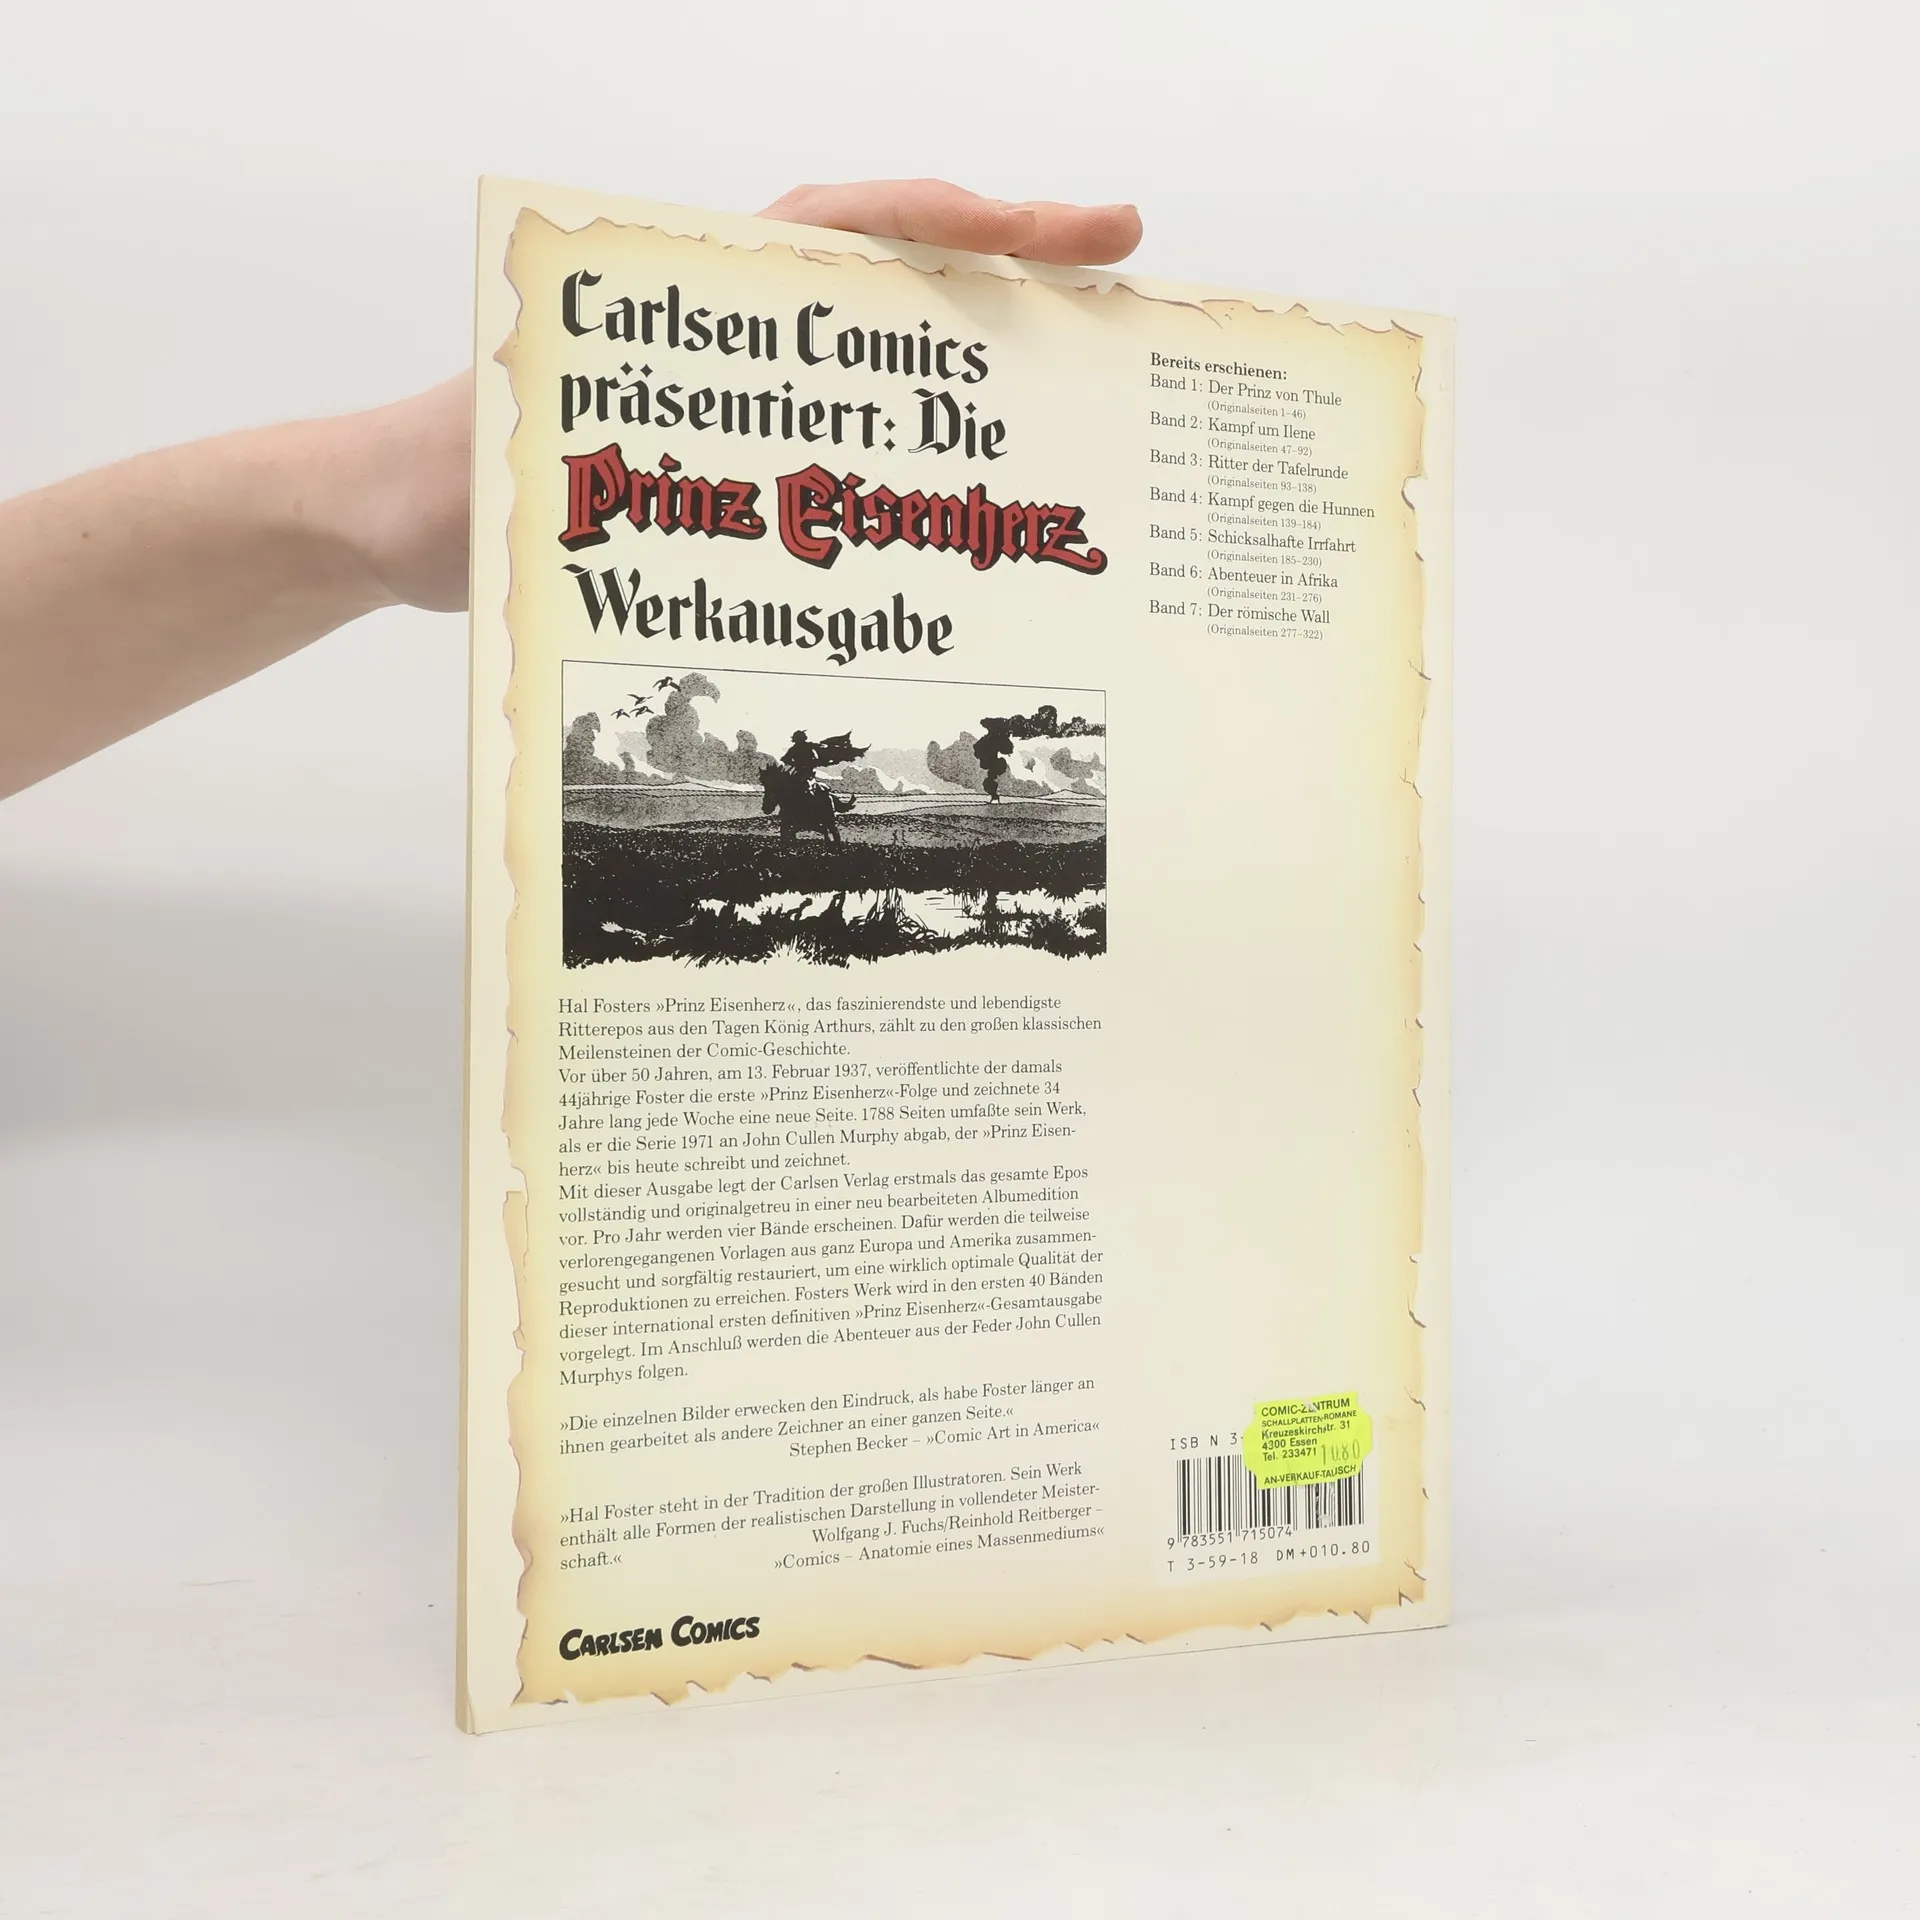 Carlsen Comics
präsentiert: Die
Prinz Eisenherz
Werkausgabe
Hal Fosters »Prinz Eisenherz«, das faszinierendste und lebendigste
Ritterepos aus den Tagen König Arthurs, zählt zu den großen klassischen
Meilensteinen der Comic-Geschichte.
Vor über 50 Jahren, am 13. Februar 1937, veröffentlichte der damals
44jährige Foster die erste »Prinz Eisenherz«-Folge und zeichnete 34
Jahre lang jede Woche eine neue Seite. 1788 Seiten umfaßte sein Werk,
als er die Serie 1971 an John Cullen Murphy abgab, der »Prinz Eisen-
herz« bis heute schreibt und zeichnet.
Mit dieser Ausgabe legt der Carlsen Verlag erstmals das gesamte Epos
vollständig und originalgetreu in einer neu bearbeiteten Albumedition
vor. Pro Jahr werden vier Bände erscheinen. Dafür werden die teilweise
verlorengegangenen Vorlagen aus ganz Europa und Amerika zusammen-
gesucht und sorgfältig restauriert, um eine wirklich optimale Qualität der
Reproduktionen zu erreichen. Fosters Werk wird in den ersten 40 Bänden
dieser international ersten definitiven »Prinz Eisenherz«-Gesamtausgabe
vorgelegt. Im Anschluß werden die Abenteuer aus der Feder John Cullen
Murphys folgen.
»Die einzelnen Bilder erwecken den Eindruck, als habe Foster länger an
ihnen gearbeitet als andere Zeichner an einer ganzen Seite.«
Stephen Becker – »Comic Art in America«
»Hal Foster steht in der Tradition der großen Illustratoren. Sein Werk
enthält alle Formen der realistischen Darstellung in vollendeter Meister-
schaft.«
Wolfgang J. Fuchs/Reinhold Reitberger –
»Comics – Anatomie eines Massenmediums«
CARLSEN COMICS
Bereits erschienen:
Band 1: Der Prinz von Thule
(Originalseiten 1–46)
Band 2: Kampf um Ilene
(Originalseiten 47–92)
Band 3: Ritter der Tafelrunde
(Originalseiten 93–138)
Band 4: Kampf gegen die Hunnen
(Originalseiten 139–184)
Band 5: Schicksalhafte Irrfahrt
(Originalseiten 185–230)
Band 6: Abenteuer in Afrika
(Originalseiten 231–276)
Band 7: Der römische Wall
(Originalseiten 277–322)
COMIC-ZENTRUM
SCHALLPLATTEN-ROMANE
Kreuzeskirchstr. 31
4300 Essen
Tel. 233471
10.80
AN-VERKAUF-TAUSCH
ISBN 3-
9 783551 715074
T 3-59-18 DM+010.80